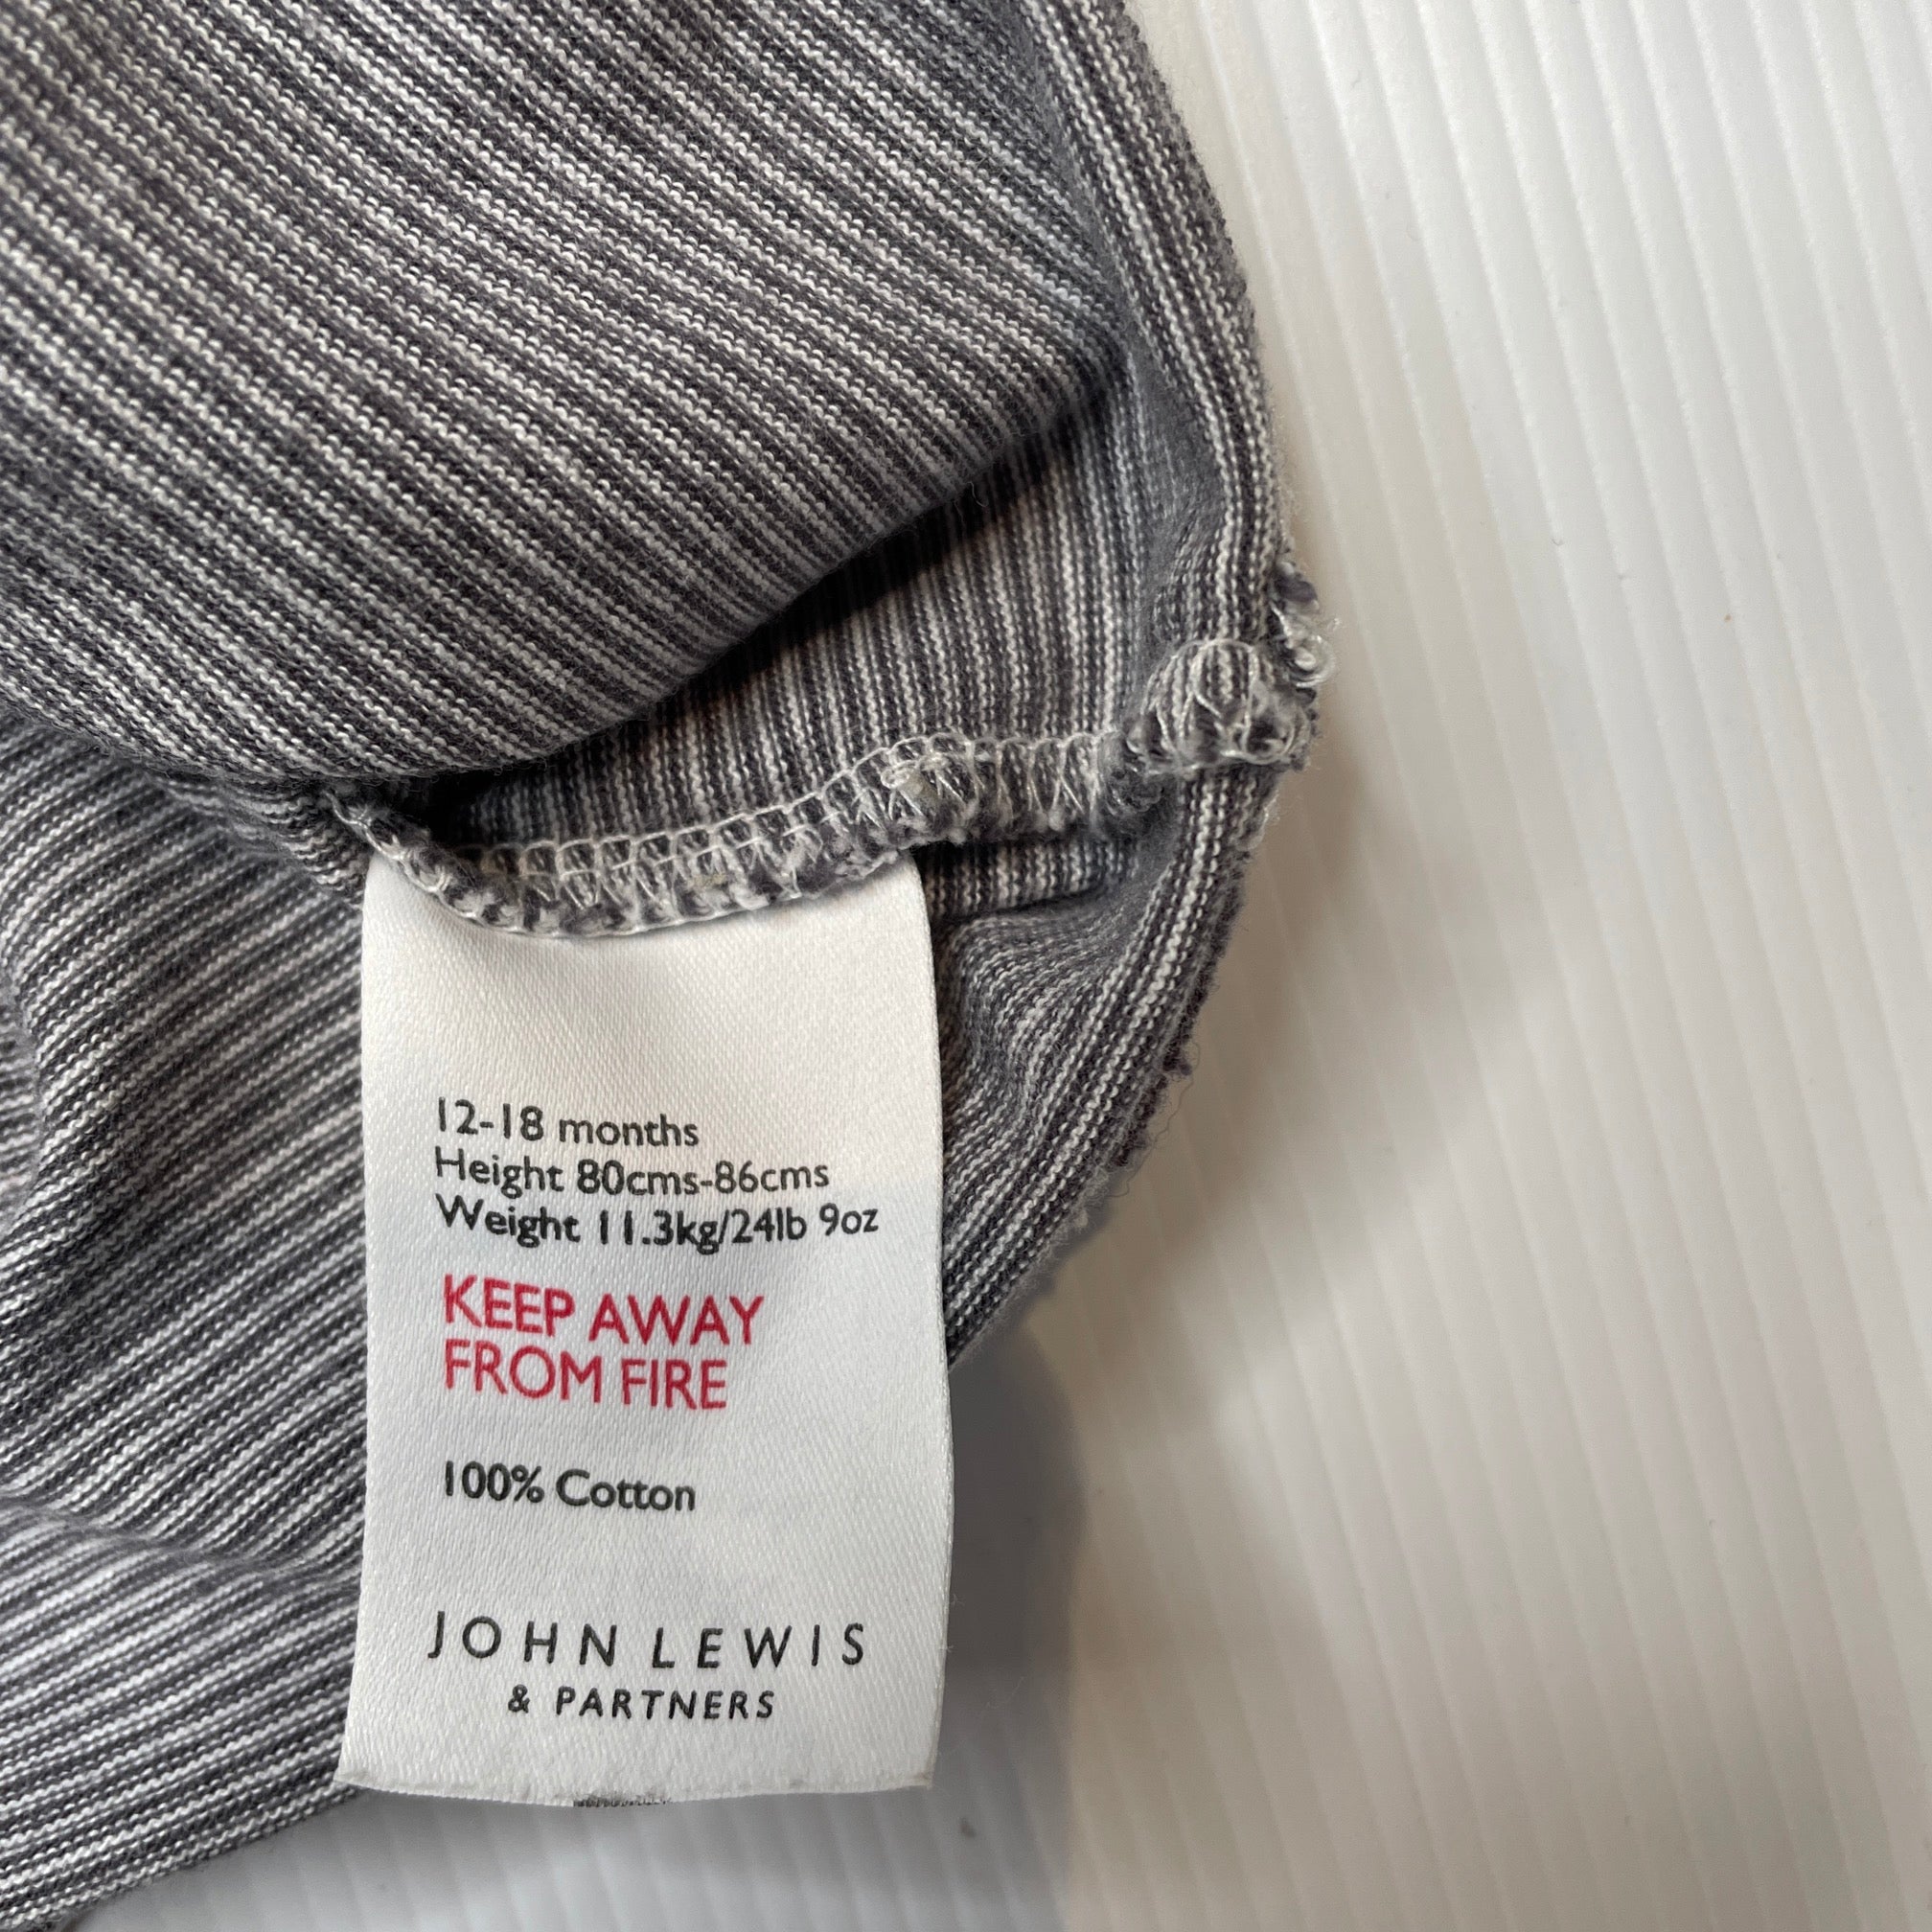 12-18 months
Height 80cms-86cms
Weight 11.3kg/24lb 9oz
KEEP AWAY
FROM FIRE
100% Cotton
JOHN LEWIS
& PARTNERS